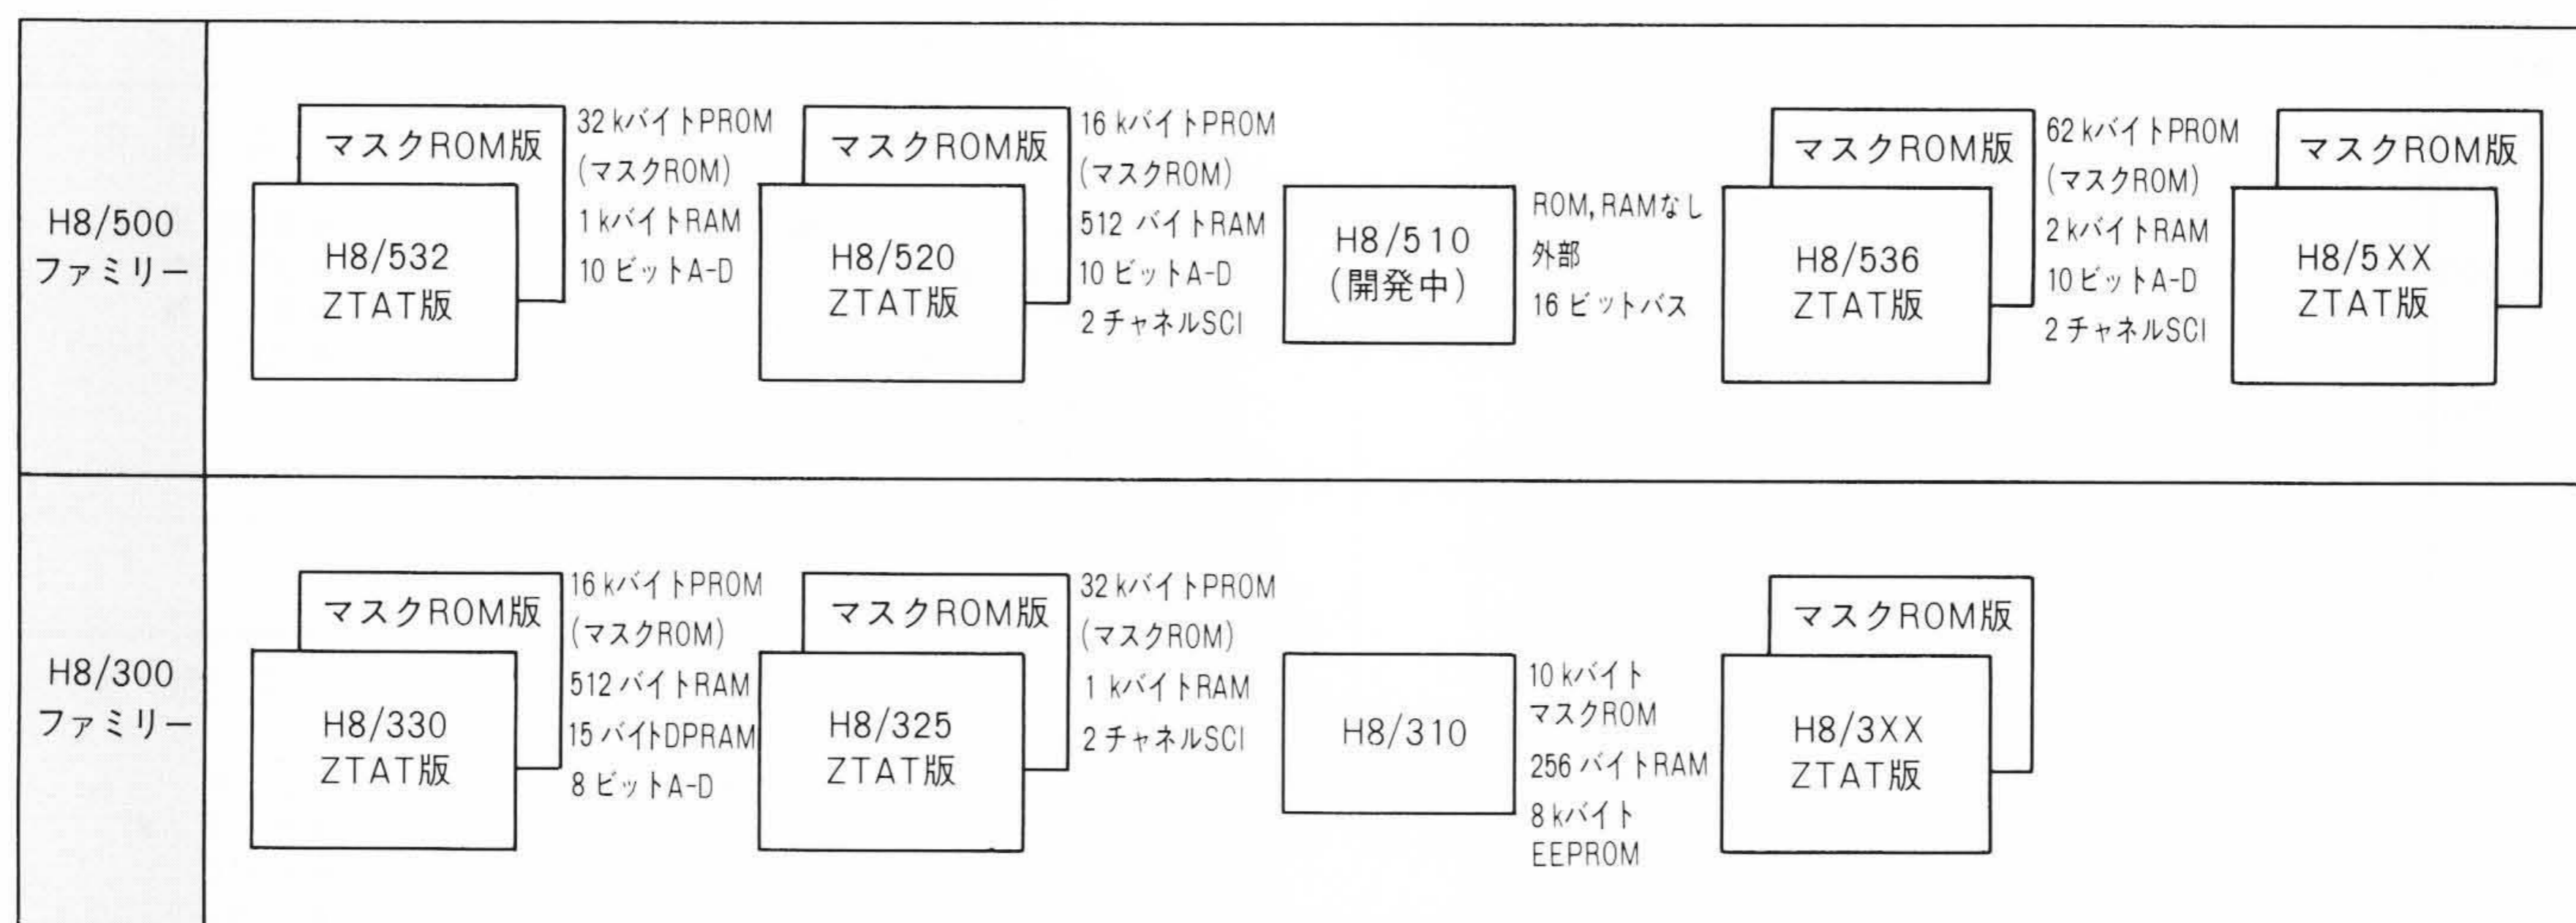 H8/500
ファミリー
マスクROM版
H8/532
ZTAT版
32 kバイトPROM
(マスクROM)
1 kバイトRAM
10 ビットA-D
マスクROM版
H8/520
ZTAT版
16 kバイトPROM
(マスクROM)
512 バイトRAM
10 ビットA-D
2 チャネルSCI
H8/510
(開発中)
ROM, RAMなし
外部
16 ビットバス
マスクROM版
H8/536
ZTAT版
62 kバイトPROM
(マスクROM)
2 kバイトRAM
10 ビットA-D
2 チャネルSCI
マスクROM版
H8/5XX
ZTAT版
H8/300
ファミリー
マスクROM版
H8/330
ZTAT版
16 kバイトPROM
(マスクROM)
512 バイトRAM
15 バイトDPRAM
8 ビットA-D
マスクROM版
H8/325
ZTAT版
32 kバイトPROM
(マスクROM)
1 kバイトRAM
2 チャネルSCI
H8/310
10 kバイト
マスクROM
256 バイトRAM
8 kバイト
EEPROM
マスクROM版
H8/3XX
ZTAT版